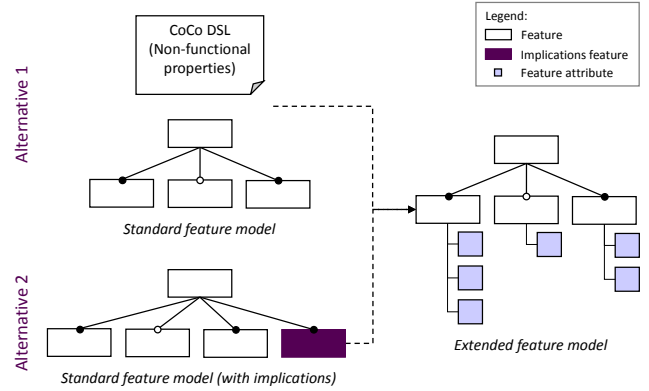 CoCo DSL
(Non-functional
properties)
Legend:
Feature
Implications feature
Feature attribute
Alternative 1
Standard feature model
Alternative 2
Standard feature model (with implications)
Extended feature model